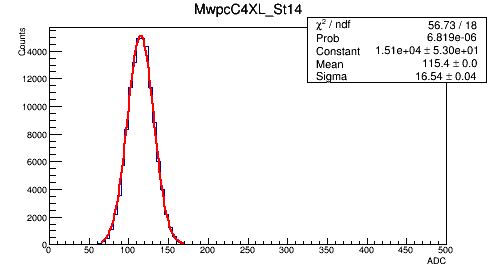 MwpcC4XL_St14
χ² / ndf 56.73 / 18
Prob 6.819e-06
Constant 1.51e+04 ± 5.30e+01
Mean 115.4 ± 0.0
Sigma 16.54 ± 0.04
Counts
14000
12000
10000
8000
6000
4000
2000
0
0 50 100 150 200 250 300 350 400 450 500
ADC